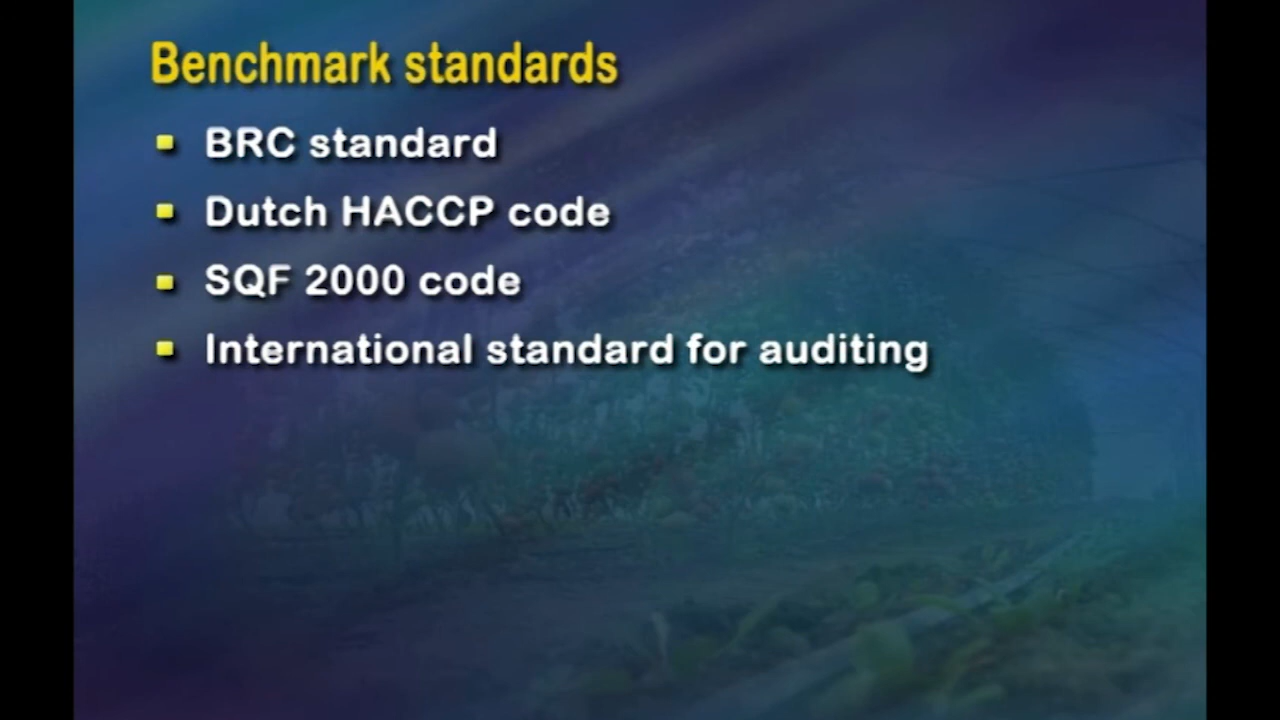 Benchmark standards
BRC standard
Dutch HACCP code
SQF 2000 code
International standard for auditing